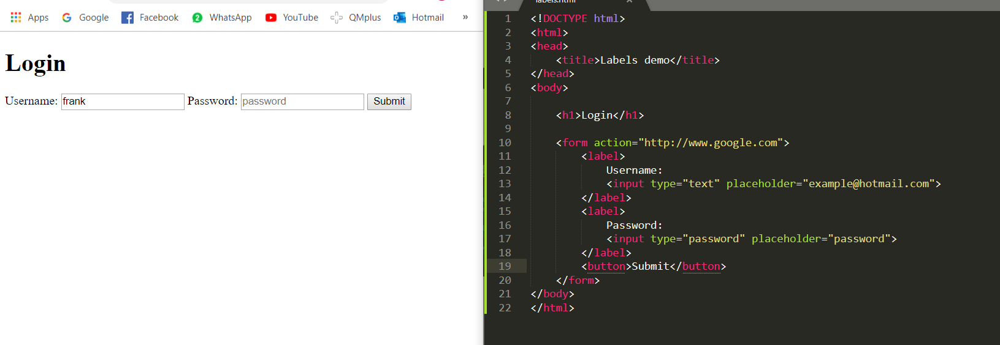 Apps Google Facebook 2 WhatsApp YouTube QMplus Hotmail »
Login
Username: frank Password: password Submit
labels.html ×
1 <!DOCTYPE html>
2 <html>
3 <head>
4 <title>Labels demo</title>
5 </head>
6 <body>
7
8 <h1>Login</h1>
9
10 <form action="http://www.google.com">
11 <label>
12 Username:
13 <input type="text" placeholder="example@hotmail.com">
14 </label>
15 <label>
16 Password:
17 <input type="password" placeholder="password">
18 </label>
19 <button>Submit</button>
20 </form>
21 </body>
22 </html>